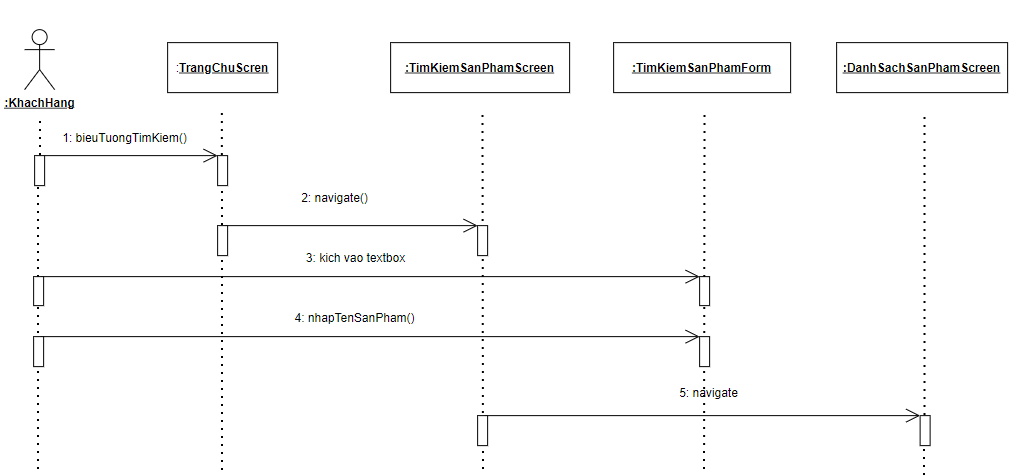 :TrangChuScren
:TimKiemSanPhamScreen
:TimKiemSanPhamForm
:DanhSachSanPhamScreen
:KhachHang
1: bieuTuongTimKiem()
2: navigate()
3: kich vao textbox
4: nhapTenSanPham()
5: navigate